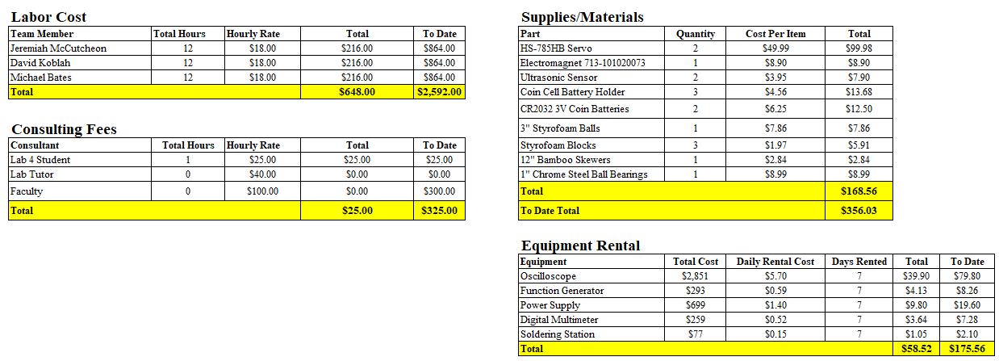 Labor Cost
Team Member Total Hours Hourly Rate Total To Date
Jeremiah McCutcheon 12 $18.00 $216.00 $864.00
David Koblah 12 $18.00 $216.00 $864.00
Michael Bates 12 $18.00 $216.00 $864.00
Total $648.00 $2,592.00
Consulting Fees
Consultant Total Hours Hourly Rate Total To Date
Lab 4 Student 1 $25.00 $25.00 $25.00
Lab Tutor 0 $40.00 $0.00 $0.00
Faculty 0 $100.00 $0.00 $300.00
Total $25.00 $325.00
Supplies/Materials
Part Quantity Cost Per Item Total
HS-785HB Servo 2 $49.99 $99.98
Electromagnet 713-101020073 1 $8.90 $8.90
Ultrasonic Sensor 2 $3.95 $7.90
Coin Cell Battery Holder 3 $4.56 $13.68
CR2032 3V Coin Batteries 2 $6.25 $12.50
3" Styrofoam Balls 1 $7.86 $7.86
Styrofoam Blocks 3 $1.97 $5.91
12" Bamboo Skewers 1 $2.84 $2.84
1" Chrome Steel Ball Bearings 1 $8.99 $8.99
Total $168.56
To Date Total $356.03
Equipment Rental
Equipment Total Cost Daily Rental Cost Days Rented Total To Date
Oscilloscope $2,851 $5.70 7 $39.90 $79.80
Function Generator $293 $0.59 7 $4.13 $8.26
Power Supply $699 $1.40 7 $9.80 $19.60
Digital Multimeter $259 $0.52 7 $3.64 $7.28
Soldering Station $77 $0.15 7 $1.05 $2.10
Total $58.52 $175.56